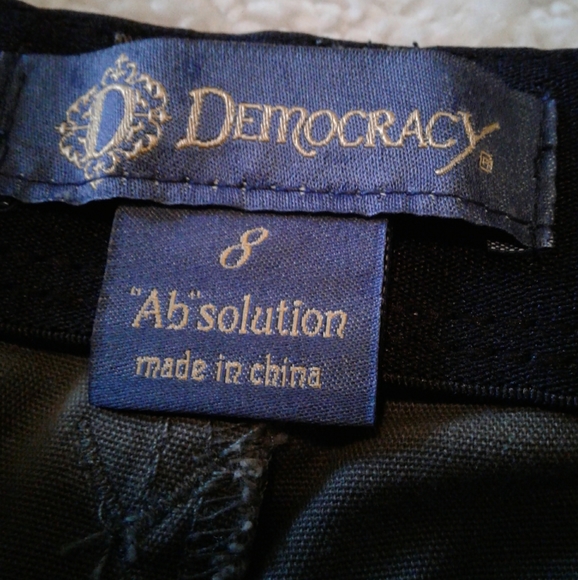 D DEMOCRACY®
8
"Ab"solution
made in china